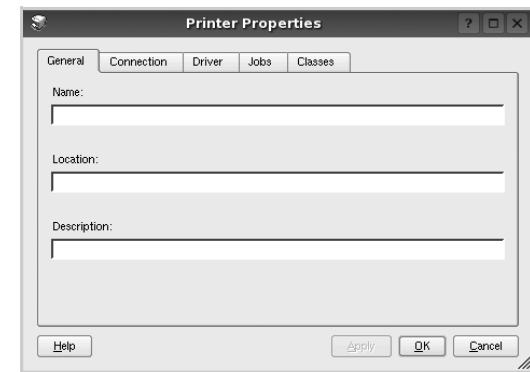 Printer Properties ?
General Connection Driver Jobs Classes
Name:
Location:
Description:
Help Apply OK Cancel